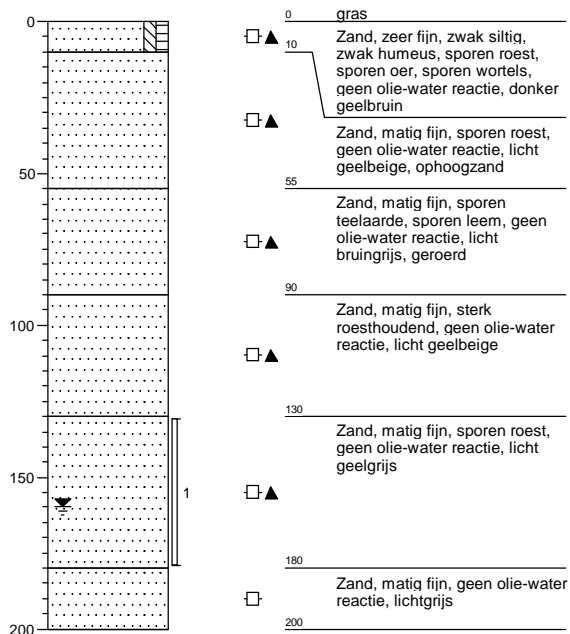 0
50
100
150
200
1
0
gras
Zand, zeer fijn, zwak siltig,
10
zwak humeus, sporen roest,
sporen oer, sporen wortels,
geen olie-water reactie, donker
geelbruin
Zand, matig fijn, sporen roest,
geen olie-water reactie, licht
geelbeige, ophoogzand
55
Zand, matig fijn, sporen
teelaarde, sporen leem, geen
olie-water reactie, licht
bruingrijs, geroerd
90
Zand, matig fijn, sterk
roesthoudend, geen olie-water
reactie, licht geelbeige
130
Zand, matig fijn, sporen roest,
geen olie-water reactie, licht
geelgrijs
180
Zand, matig fijn, geen olie-water
reactie, lichtgrijs
200